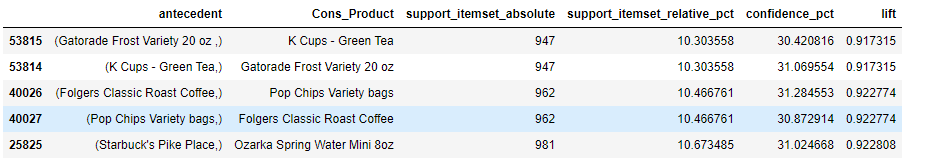 antecedent Cons_Product support_itemset_absolute support_itemset_relative_pct confidence_pct lift
53815 (Gatorade Frost Variety 20 oz ,) K Cups - Green Tea 947 10.303558 30.420816 0.917315
53814 (K Cups - Green Tea,) Gatorade Frost Variety 20 oz 947 10.303558 31.069554 0.917315
40026 (Folgers Classic Roast Coffee,) Pop Chips Variety bags 962 10.466761 31.284553 0.922774
40027 (Pop Chips Variety bags,) Folgers Classic Roast Coffee 962 10.466761 30.872914 0.922774
25825 (Starbuck's Pike Place,) Ozarka Spring Water Mini 8oz 981 10.673485 31.024668 0.922808